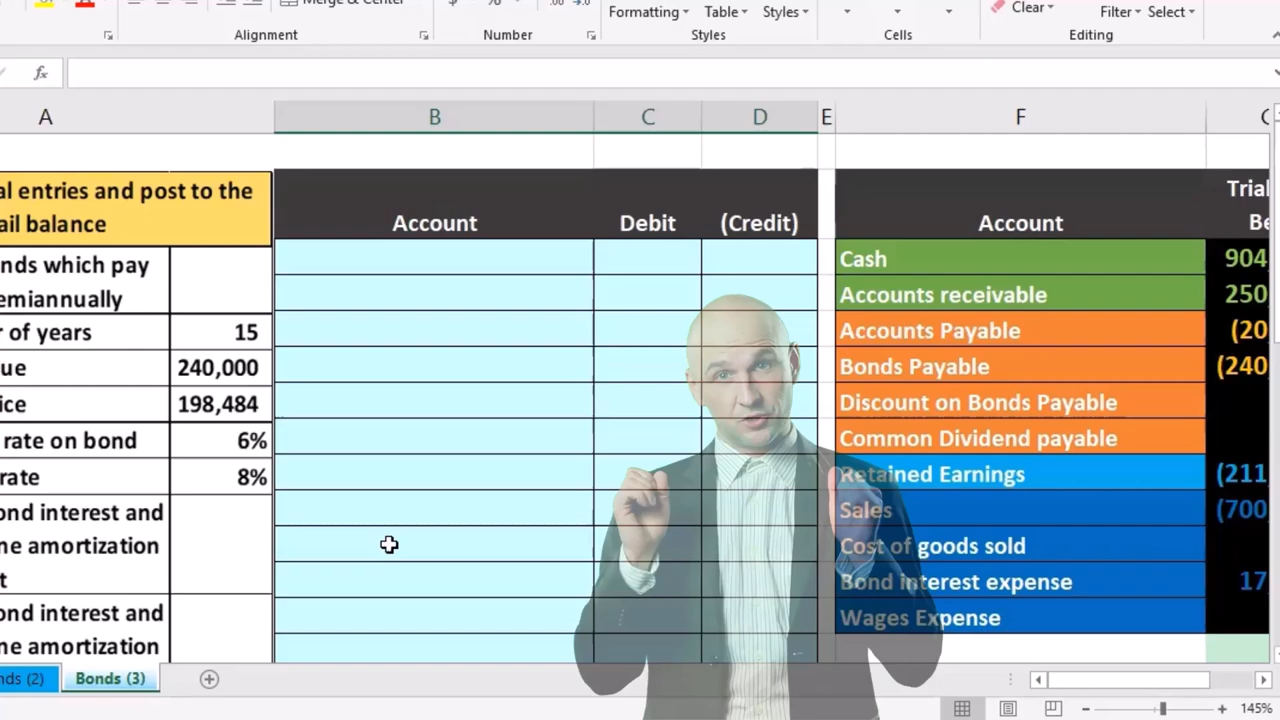 Merge & Center
$ %
.00
Formatting
Table
Styles
Clear
Filter
Select
Alignment
Number
Styles
Cells
Editing
fx
A B C D E F
al entries and post to the
ail balance
Account Debit (Credit)
Account
Trial
Be
nds which pay
emiannually
r of years 15
ue 240,000
ice 198,484
rate on bond 6%
rate 8%
ond interest and
ne amortization
t
ond interest and
ne amortization
Cash 904
Accounts receivable 250
Accounts Payable (20
Bonds Payable (240
Discount on Bonds Payable
Common Dividend payable
Retained Earnings (211
Sales (700
Cost of goods sold
Bond interest expense 17
Wages Expense
nds (2) Bonds (3)
145%